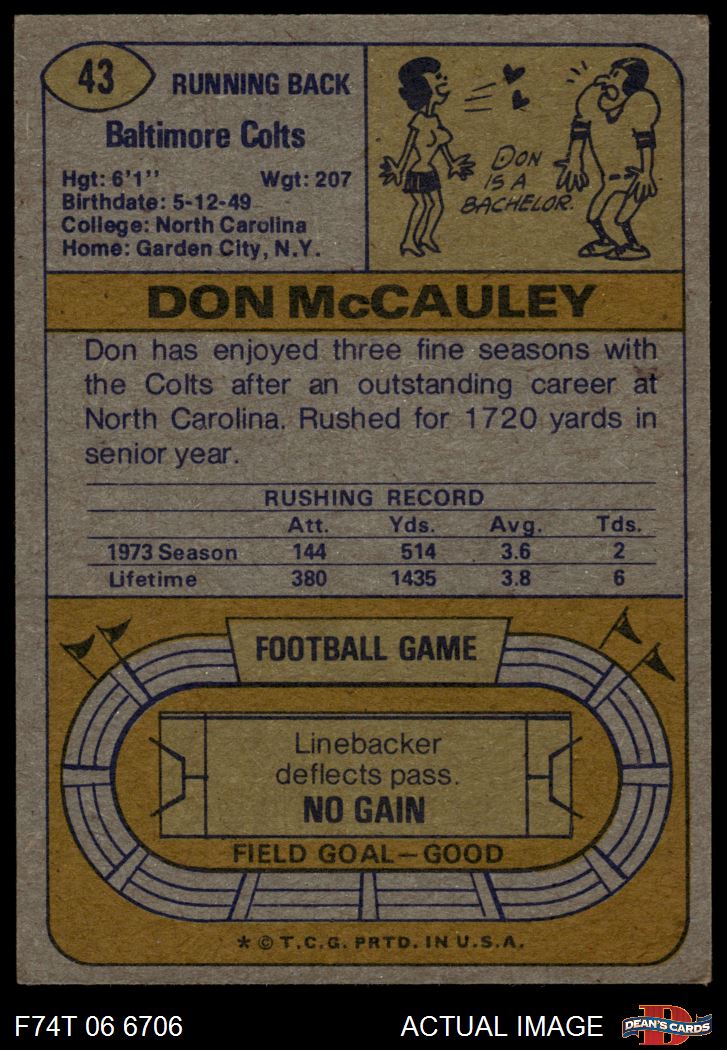 43
RUNNING BACK
Baltimore Colts
Hgt: 6'1" Wgt: 207
Birthdate: 5-12-49
College: North Carolina
Home: Garden City, N.Y.
DON IS A BACHELOR.
DON McCAULEY
Don has enjoyed three fine seasons with
the Colts after an outstanding career at
North Carolina. Rushed for 1720 yards in
senior year.
RUSHING RECORD
Att. Yds. Avg. Tds.
1973 Season 144 514 3.6 2
Lifetime 380 1435 3.8 6
FOOTBALL GAME
Linebacker
deflects pass.
NO GAIN
FIELD GOAL—GOOD
* © T.C.G. PRTD. IN U.S.A.
F74T 06 6706 ACTUAL IMAGE
D
DEAN'S CARDS